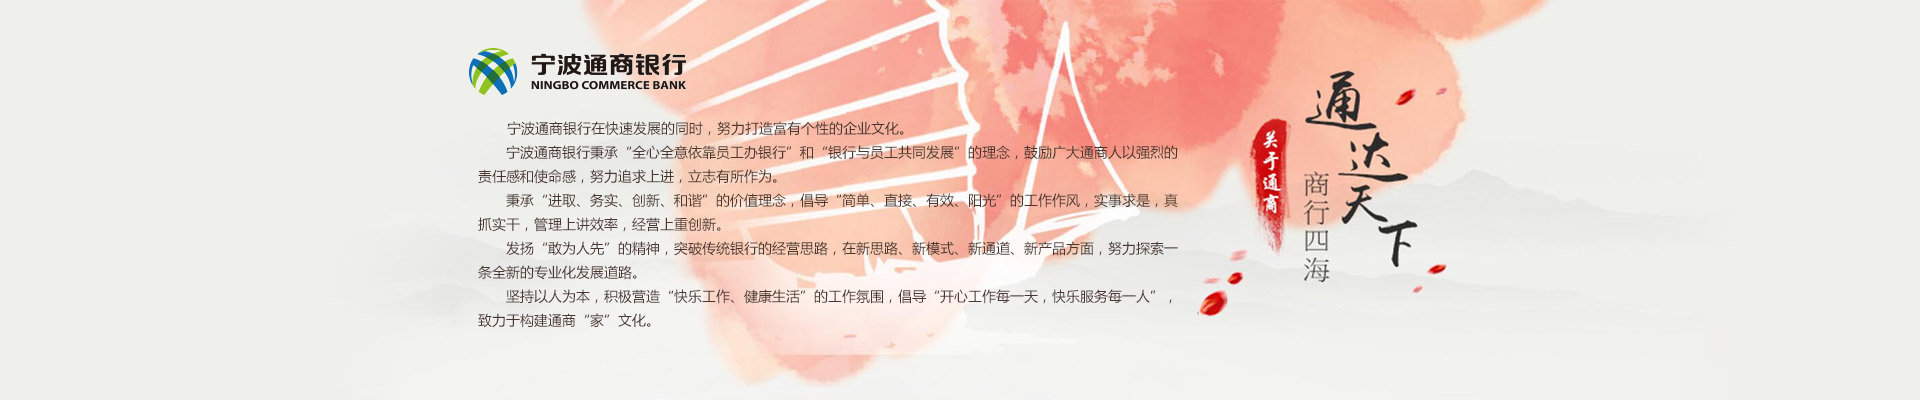 宁波通商银行
NINGBO COMMERCE BANK
宁波通商银行在快速发展的同时，努力打造富有个性的企业文化。
宁波通商银行秉承“全心全意依靠员工办银行”和“银行与员工共同发展”的理念，鼓励广大通商人以强烈的
责任感和使命感，努力追求上进，立志有所作为。
秉承“进取、务实、创新、和谐”的价值理念，倡导“简单、直接、有效、阳光”的工作作风，实事求是，真
抓实干，管理上讲效率，经营上重创新。
发扬“敢为人先”的精神，突破传统银行的经营思路，在新思路、新模式、新通道、新产品方面，努力探索一
条全新的专业化发展道路。
坚持以人为本，积极营造“快乐工作、健康生活”的工作氛围，倡导“开心工作每一天，快乐服务每一人”，
致力于构建通商“家”文化。
通达天下
商行四海
关于通商